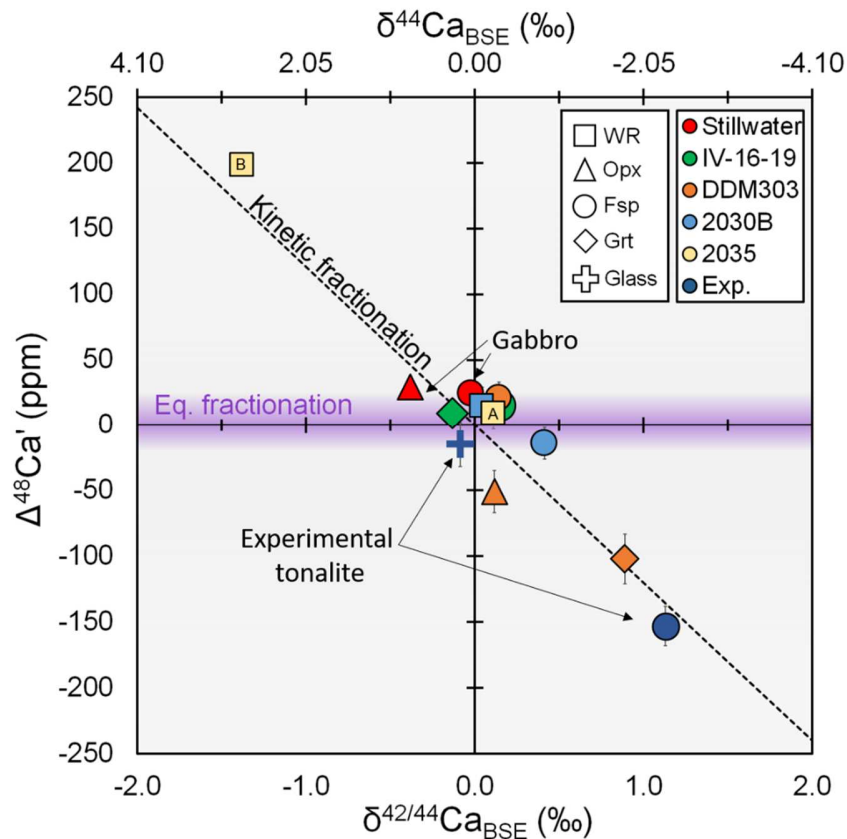 δ⁴⁴Ca_BSE (‰)
4.10 2.05 0.00 -2.05 -4.10
250
200
150
100
50
0
-50
-100
-150
-200
-250
Δ⁴⁸Ca' (ppm)
B
Kinetic fractionation
WR
Opx
Fsp
Grt
Glass
Stillwater
IV-16-19
DDM303
2030B
2035
Exp.
Gabbro
Eq. fractionation
A
Experimental
tonalite
-2.0 -1.0 0.0 1.0 2.0
δ⁴²/⁴⁴Ca_BSE (‰)